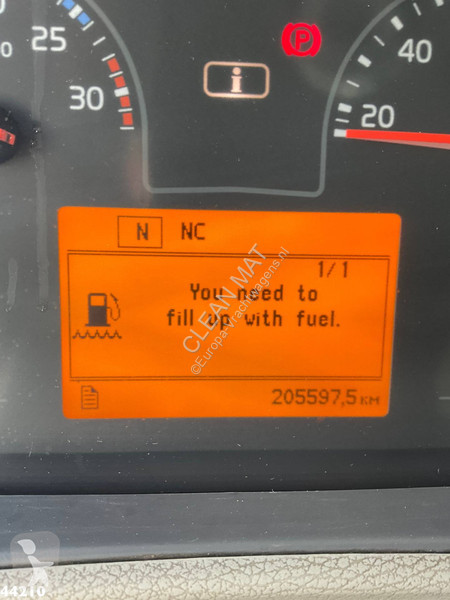 25
30
40
20
N NC
1/1
You need to
fill up with fuel.
205597,5 KM
CLEAN MAT
©Europa-Vrachtwagens.nl
44210